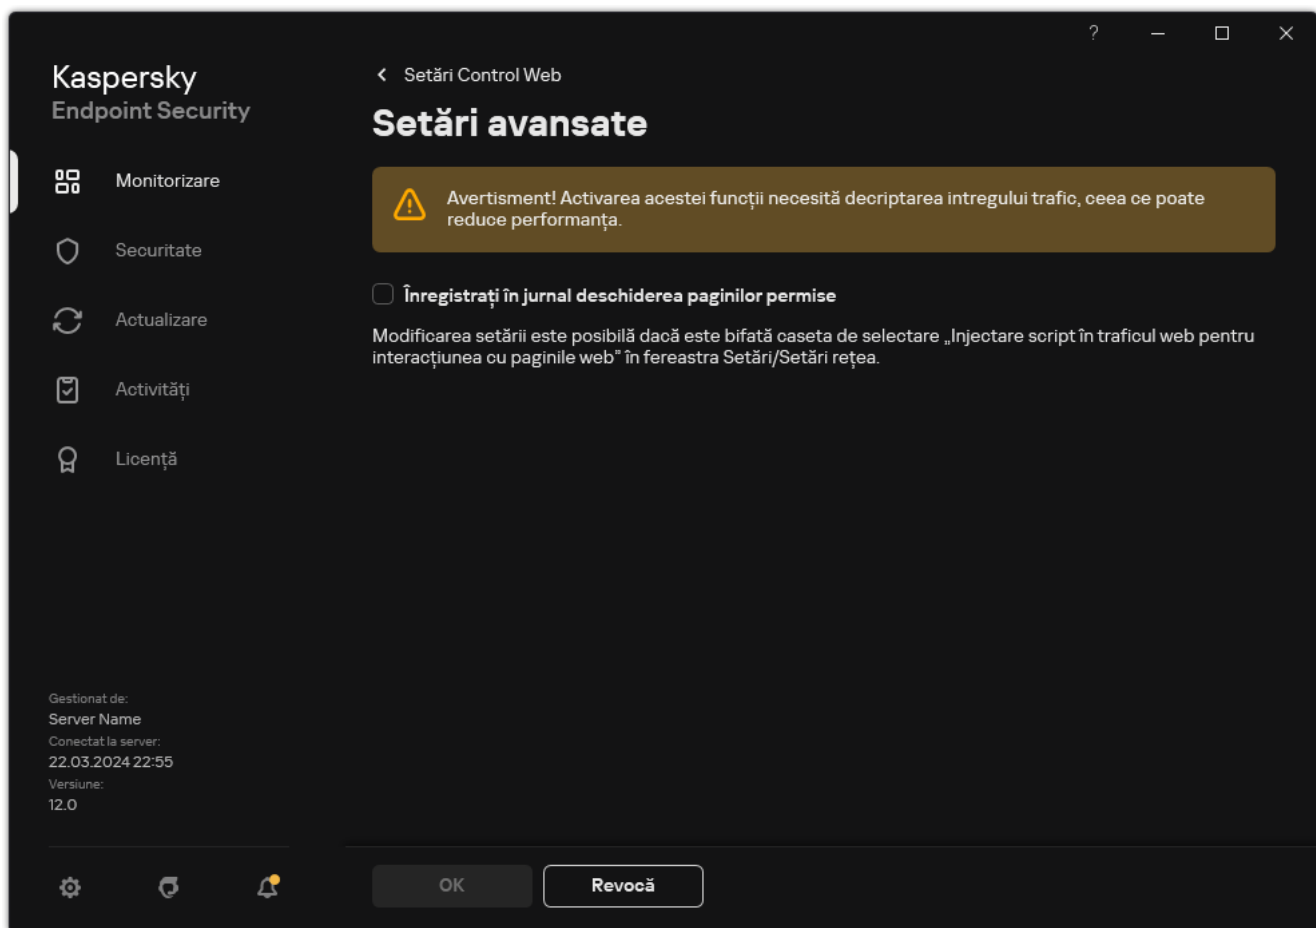 ?
Kaspersky
Endpoint Security
Monitorizare
Securitate
Actualizare
Activități
Licență
Gestionat de:
Server Name
Conectat la server:
22.03.2024 22:55
Versiune:
12.0
Setări Control Web
Setări avansate
Avertisment! Activarea acestei funcții necesită decriptarea intregului trafic, ceea ce poate
reduce performanța.
Înregistrați în jurnal deschiderea paginilor permise
Modificarea setării este posibilă dacă este bifată caseta de selectare „Injectare script în traficul web pentru
interacțiunea cu paginile web" în fereastra Setări/Setări rețea.
OK
Revocă